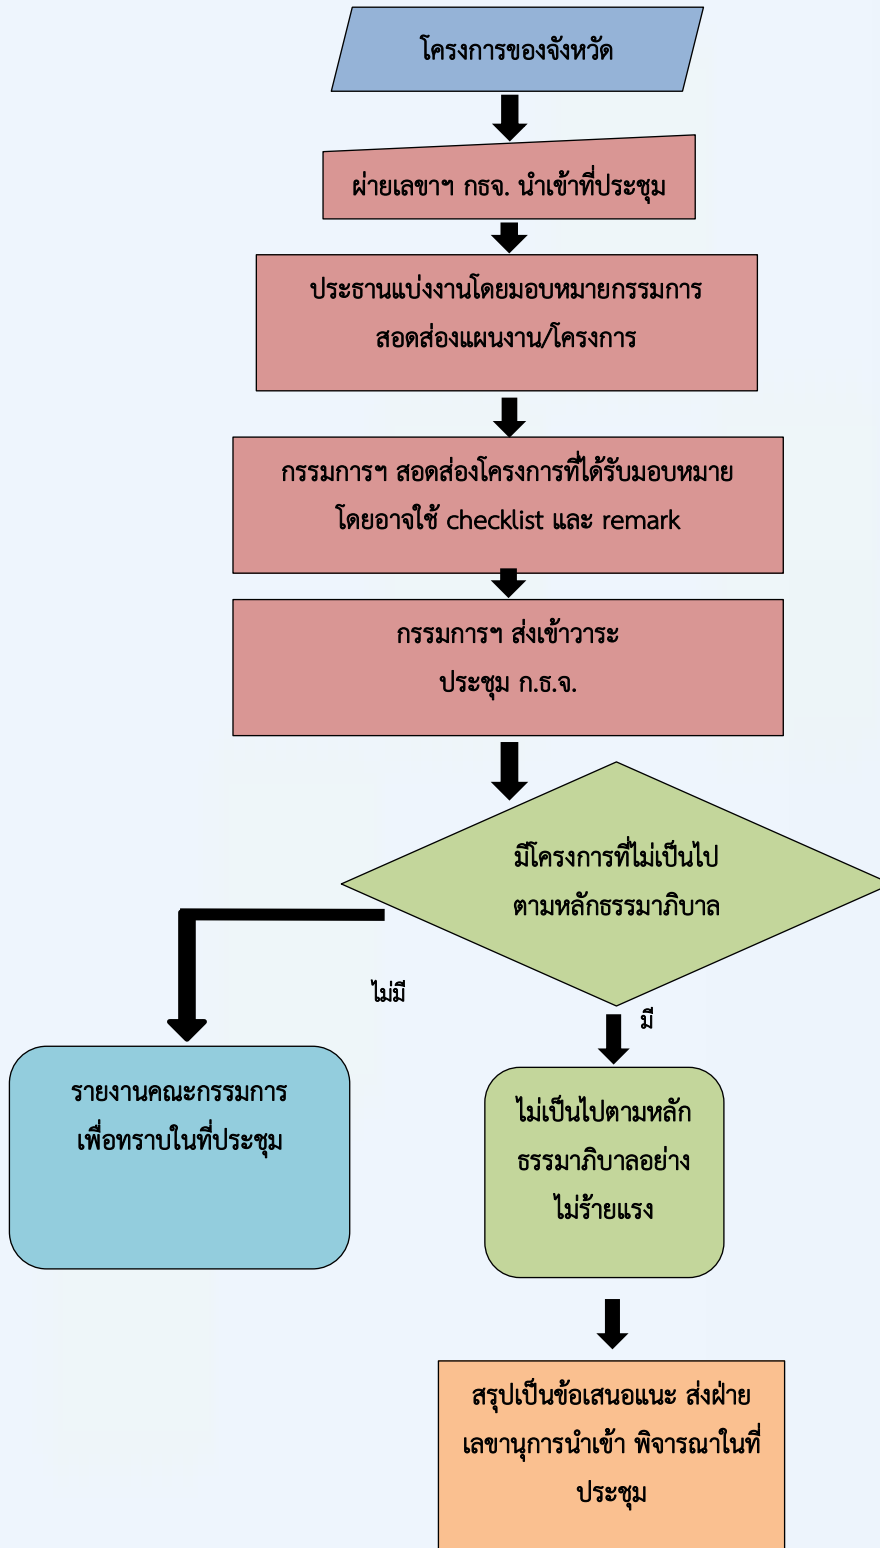 โครงการของจังหวัด
ฝ่ายเลขาฯ กธจ. นำเข้าที่ประชุม
ประธานแบ่งงานโดยมอบหมายกรรมการ
สอดส่องแผนงาน/โครงการ
กรรมการฯ สอดส่องโครงการที่ได้รับมอบหมาย
โดยอาจใช้ checklist และ remark
กรรมการฯ ส่งเข้าวาระ
ประชุม ก.ธ.จ.
มีโครงการที่ไม่เป็นไป
ตามหลักธรรมาภิบาล
ไม่มี
มี
รายงานคณะกรรมการ
เพื่อทราบในที่ประชุม
ไม่เป็นไปตามหลัก
ธรรมาภิบาลอย่าง
ไม่ร้ายแรง
สรุปเป็นข้อเสนอแนะ ส่งฝ่าย
เลขานุการนำเข้า พิจารณาในที่
ประชุม